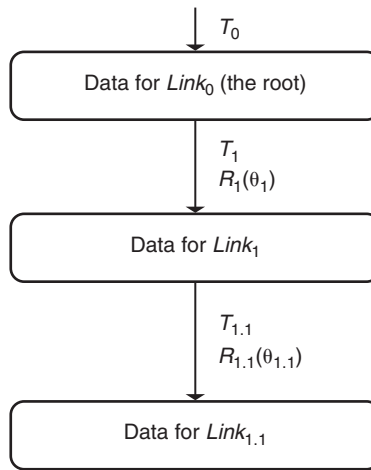 T₀
Data for Link₀ (the root)
T₁
R₁(θ₁)
Data for Link₁
T₁.₁
R₁.₁(θ₁.₁)
Data for Link₁.₁